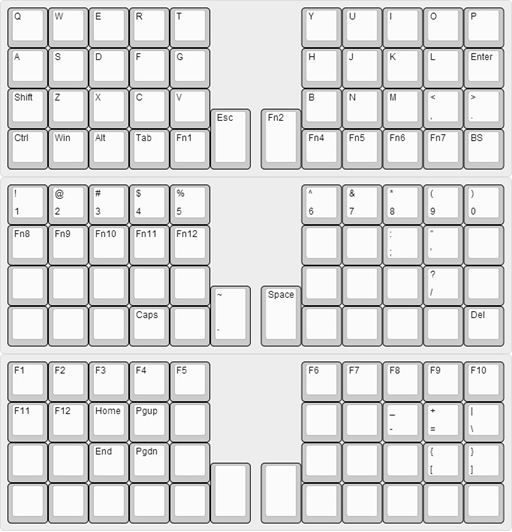 Q W E R T Y U I O P
A S D F G H J K L Enter
Shift Z X C V B N M < >
, .
Esc Fn2
Ctrl Win Alt Tab Fn1 Fn4 Fn5 Fn6 Fn7 BS
! @ # $ % ^ & * ( )
1 2 3 4 5 6 7 8 9 0
Fn8 Fn9 Fn10 Fn11 Fn12 : "
; '
?
/
~ Space
Caps Del
F1 F2 F3 F4 F5 F6 F7 F8 F9 F10
F11 F12 Home Pgup _ + |
- = \
End Pgdn { }
[ ]